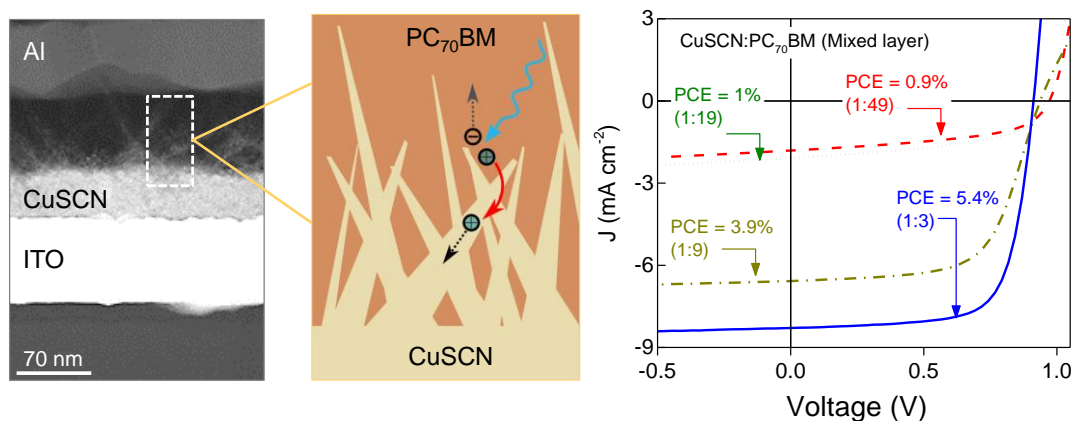 Al
CuSCN
ITO
70 nm
PC₇₀BM
CuSCN
CuSCN:PC₇₀BM (Mixed layer)
PCE = 1%
(1:19)
PCE = 0.9%
(1:49)
PCE = 3.9%
(1:9)
PCE = 5.4%
(1:3)
J (mA cm⁻²)
3
0
-3
-6
-9
-0.5
0.0
0.5
1.0
Voltage (V)